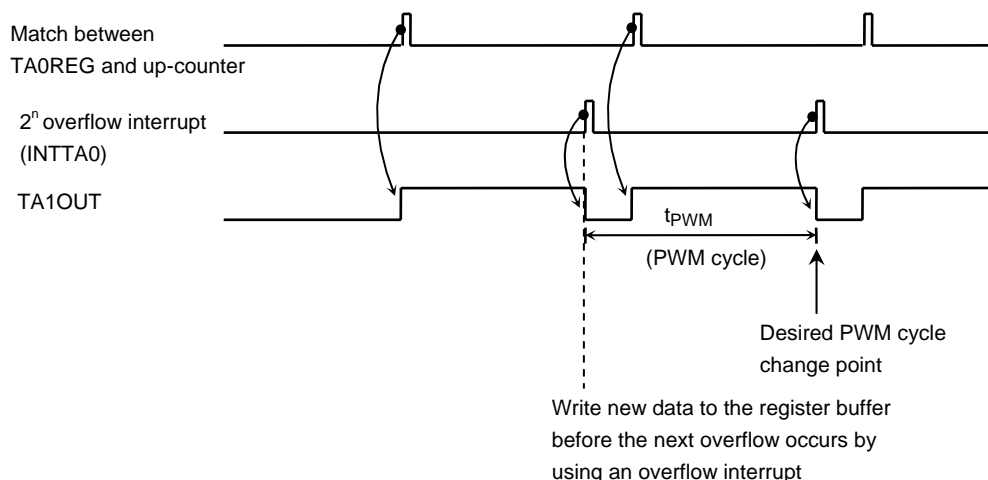 Match between
TA0REG and up-counter
2ⁿ overflow interrupt
(INTTA0)
TA1OUT
tPWM
(PWM cycle)
Desired PWM cycle
change point
Write new data to the register buffer
before the next overflow occurs by
using an overflow interrupt